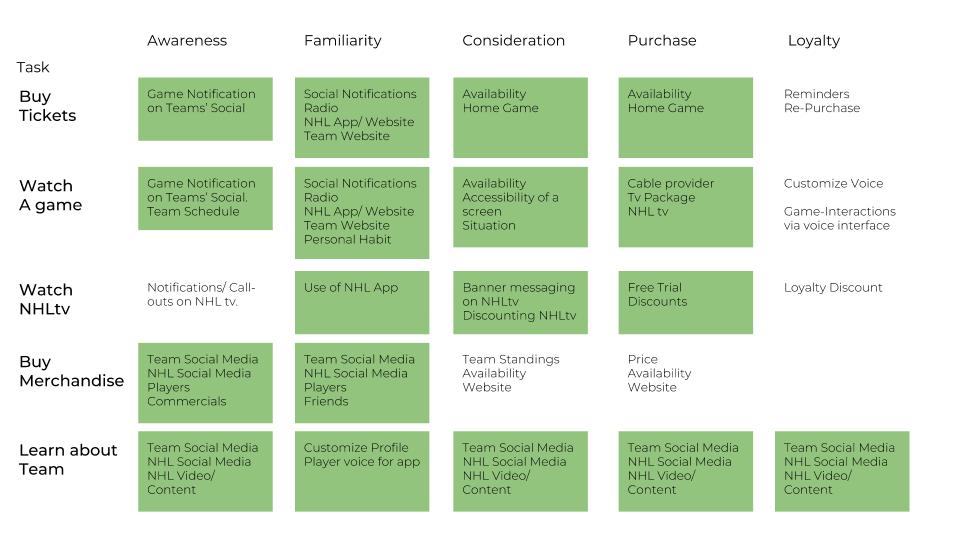 Awareness
Familiarity
Consideration
Purchase
Loyalty
Task
Buy
Tickets
Game Notification
on Teams' Social
Social Notifications
Radio
NHL App/ Website
Team Website
Availability
Home Game
Availability
Home Game
Reminders
Re-Purchase
Watch
A game
Game Notification
on Teams' Social.
Team Schedule
Social Notifications
Radio
NHL App/ Website
Team Website
Personal Habit
Availability
Accessibility of a
screen
Situation
Cable provider
Tv Package
NHL tv
Customize Voice
Game-Interactions
via voice interface
Watch
NHLtv
Notifications/ Call-
outs on NHL tv.
Use of NHL App
Banner messaging
on NHLtv
Discounting NHLtv
Free Trial
Discounts
Loyalty Discount
Buy
Merchandise
Team Social Media
NHL Social Media
Players
Commercials
Team Social Media
NHL Social Media
Players
Friends
Team Standings
Availability
Website
Price
Availability
Website
Learn about
Team
Team Social Media
NHL Social Media
NHL Video/
Content
Customize Profile
Player voice for app
Team Social Media
NHL Social Media
NHL Video/
Content
Team Social Media
NHL Social Media
NHL Video/
Content
Team Social Media
NHL Social Media
NHL Video/
Content